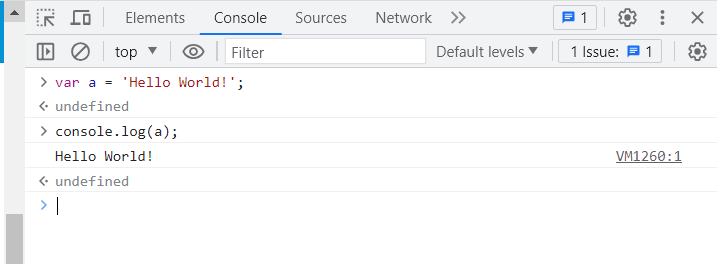 Elements Console Sources Network 1
top Filter Default levels 1 Issue: 1
var a = 'Hello World!';
undefined
console.log(a);
Hello World! VM1260:1
undefined